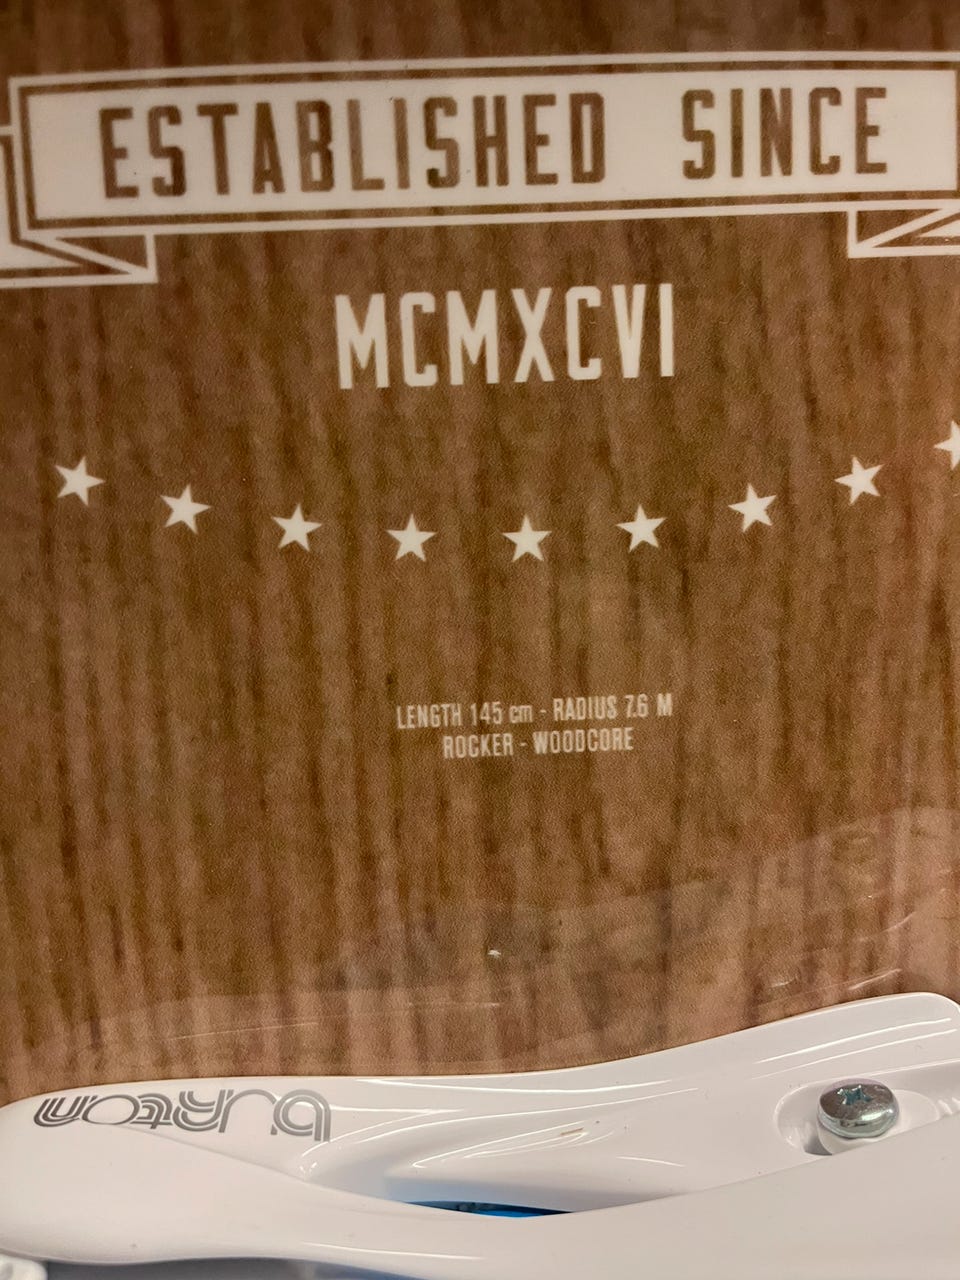 ESTABLISHED SINCE
MCMXCVI
LENGTH 145 cm - RADIUS 7.6 M
ROCKER - WOODCORE
burton